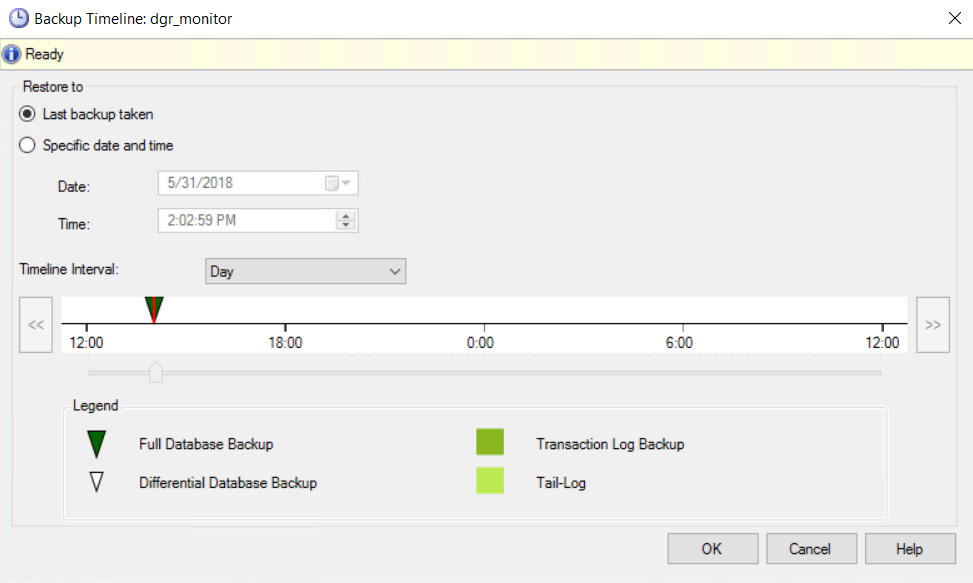 Backup Timeline: dgr_monitor
Ready
Restore to
Last backup taken
Specific date and time
Date: 5/31/2018
Time: 2:02:59 PM
Timeline Interval: Day
<< >>
12:00 18:00 0:00 6:00 12:00
Legend
Full Database Backup Transaction Log Backup
Differential Database Backup Tail-Log
OK Cancel Help